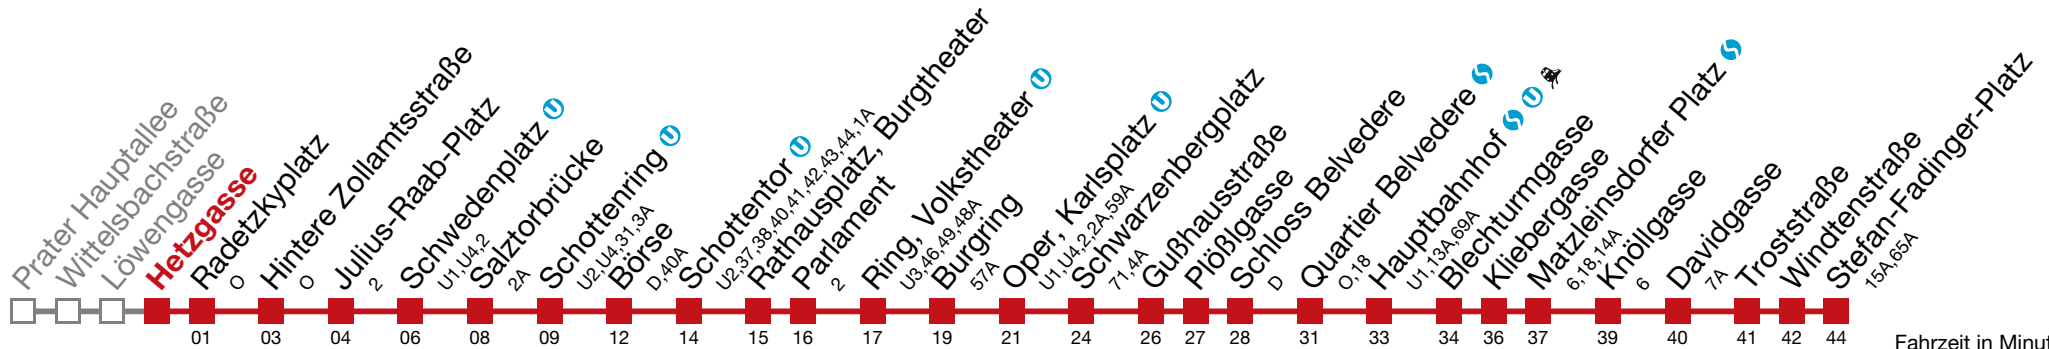 Prater Hauptallee
Wittelsbachstraße
Löwengasse
Hetzgasse
Radetzkyplatz
O
Hintere Zollamtsstraße
O
Julius-Raab-Platz
2
Schwedenplatz U
U1,U4,2
Salztorbrücke
2A
Schottenring U
U2,U4,31,3A
Börse
D,40A
Schottentor U
U2,37,38,40,41,42,43,44,1A
Rathausplatz, Burgtheater
Parlament
2
Ring, Volkstheater U
U3,46,49,48A
Burgring
57A
Oper, Karlsplatz U
U1,U4,2,2A,59A
Schwarzenbergplatz
71,4A
Gußhausstraße
Plößlgasse
Schloss Belvedere
D
Quartier Belvedere S
O,18
Hauptbahnhof S U
U1,13A,69A
Blechturmgasse
Kliebergasse
Matzleinsdorfer Platz S
6,18,14A
Knöllgasse
6
Davidgasse
7A
Troststraße
Windtenstraße
Stefan-Fadinger-Platz
15A,65A
01 03 04 06 08 09 12 14 15 16 17 19 21 24 26 27 28 31 33 34 36 37 39 40 41 42 44 Fahrzeit in Minut